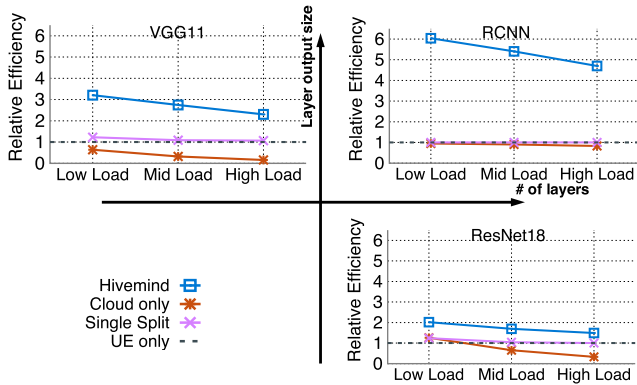 VGG11
Relative Efficiency
6
5
4
3
2
1
0
Low Load Mid Load High Load
Layer output size
RCNN
Relative Efficiency
6
5
4
3
2
1
0
Low Load Mid Load High Load
# of layers
ResNet18
Relative Efficiency
6
5
4
3
2
1
0
Low Load Mid Load High Load
Hivemind
Cloud only
Single Split
UE only